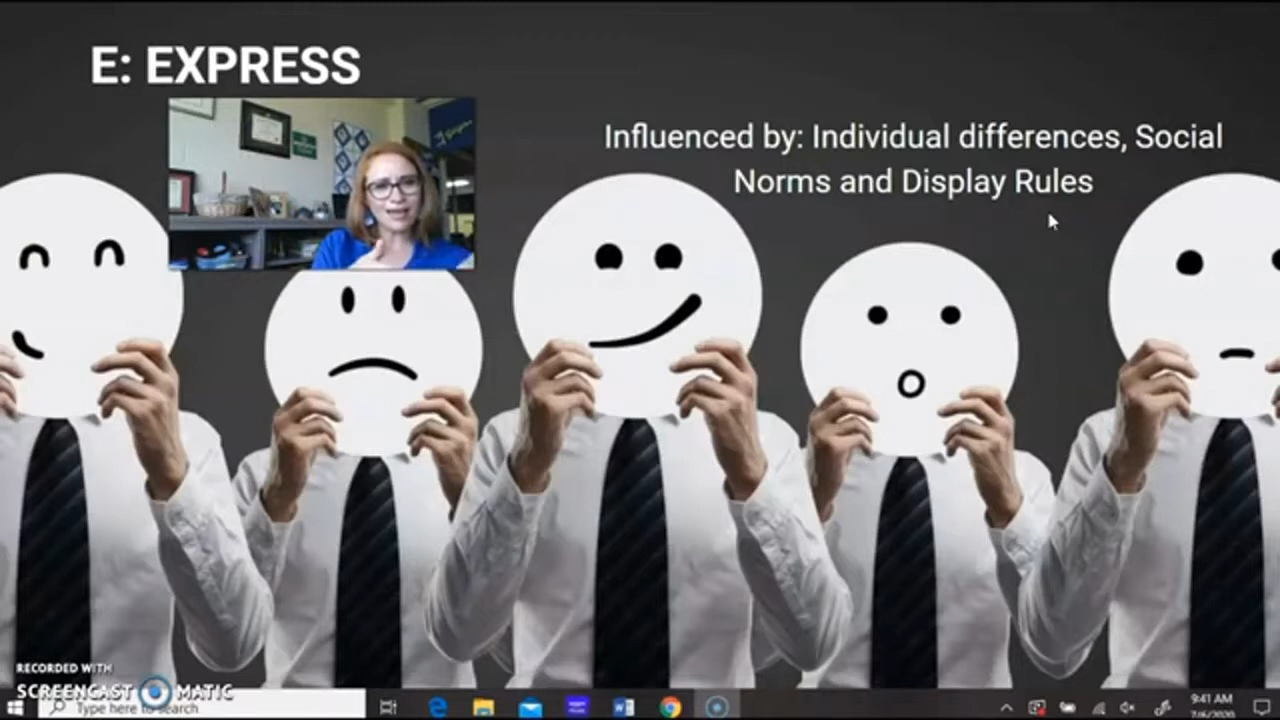 E: EXPRESS
Influenced by: Individual differences, Social
Norms and Display Rules
RECORDED WITH
SCREENCAST MATIC
Type here to search
9:41 AM
7/6/2020